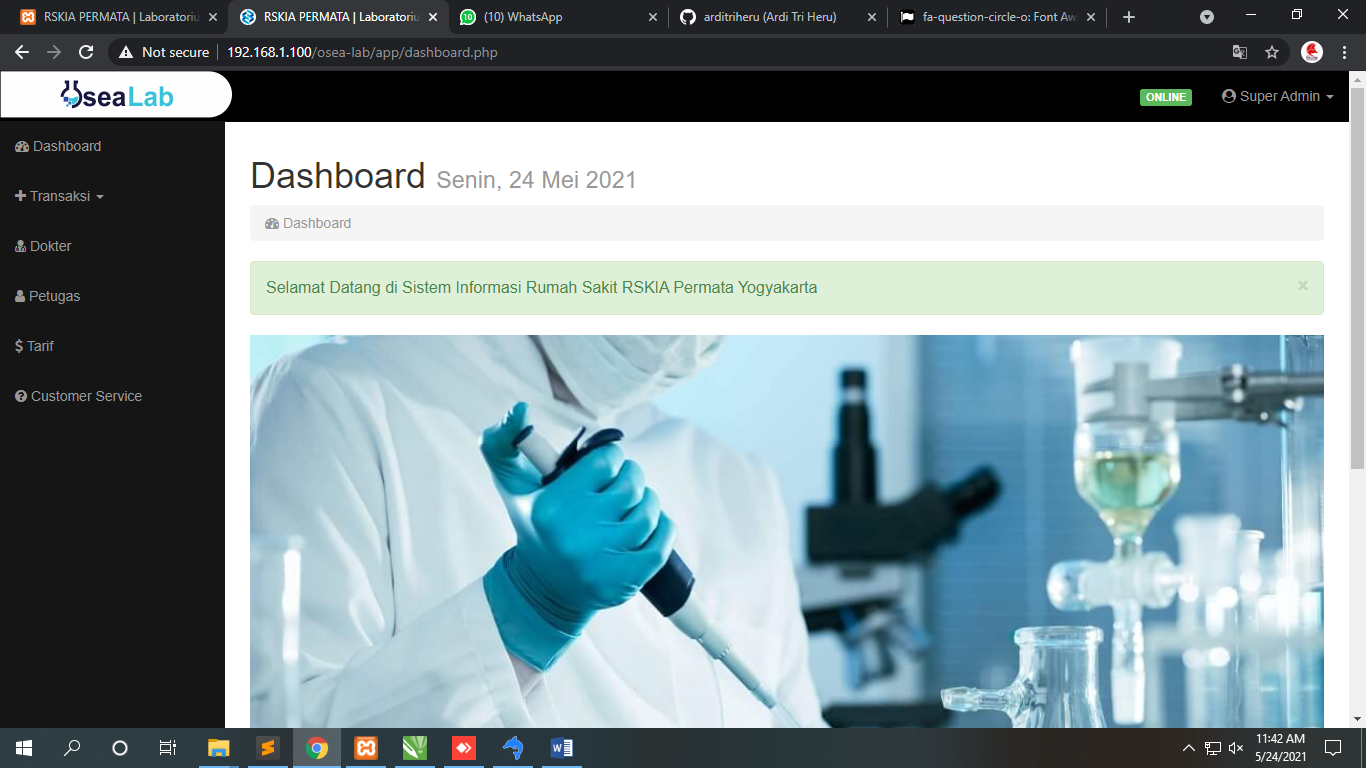 RSKIA PERMATA | Laboratoriu
RSKIA PERMATA | Laboratoriu
(10) WhatsApp
arditriheru (Ardi Tri Heru)
fa-question-circle-o: Font Aw
Not secure
192.168.1.100/osea-lab/app/dashboard.php
OseaLab
ONLINE
Super Admin
Dashboard
Transaksi
Dokter
Petugas
Tarif
Customer Service
Dashboard Senin, 24 Mei 2021
Dashboard
Selamat Datang di Sistem Informasi Rumah Sakit RSKIA Permata Yogyakarta
×
11:42 AM
5/24/2021